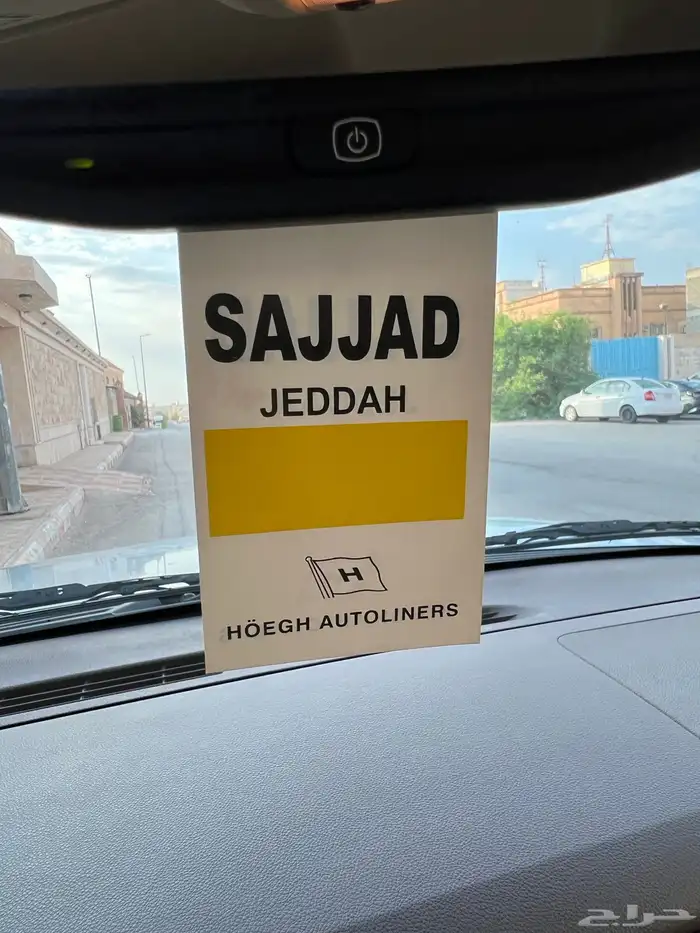 SAJJAD
JEDDAH
H
HÖEGH AUTOLINERS
حراج